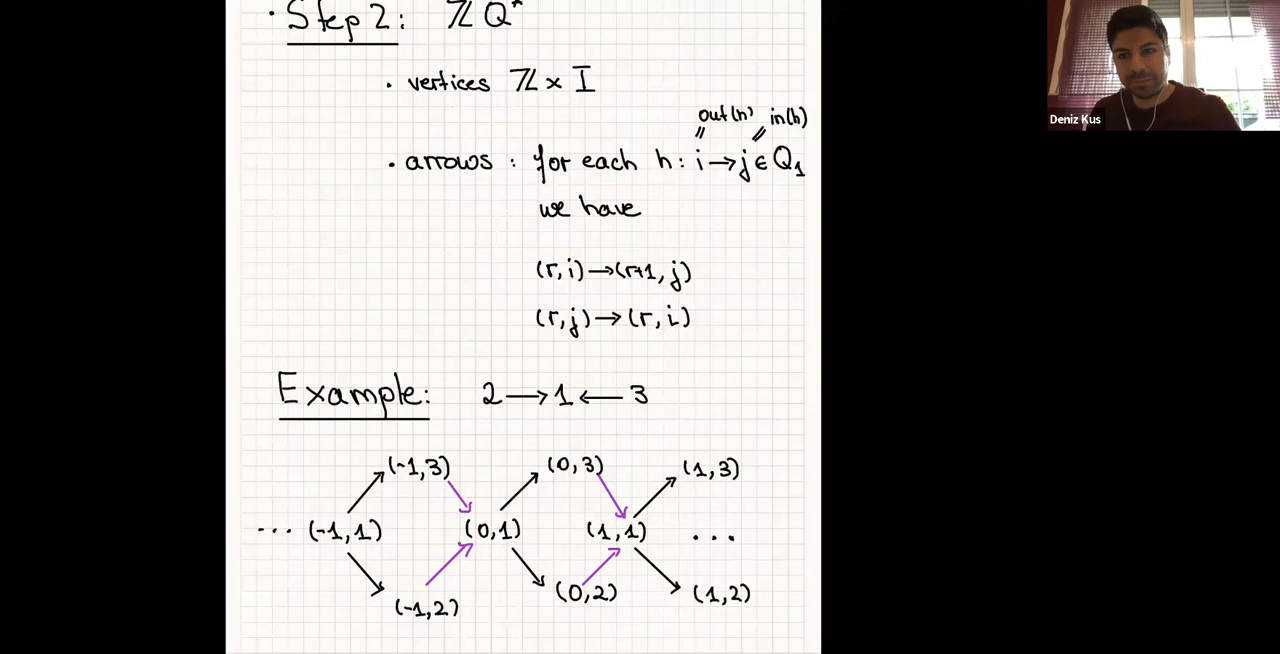 · Step 2: ℤQ*
· vertices ℤ × I
out(h) in(h)
· arrows : for each h: i → j ∈ Q₁
we have
(r, i) → (r+1, j)
(r, j) → (r, i)
Example: 2 → 1 ← 3
(-1,3) (0,3) (1,3)
... (-1,1) (0,1) (1,1) ...
(-1,2) (0,2) (1,2)
Deniz Kus